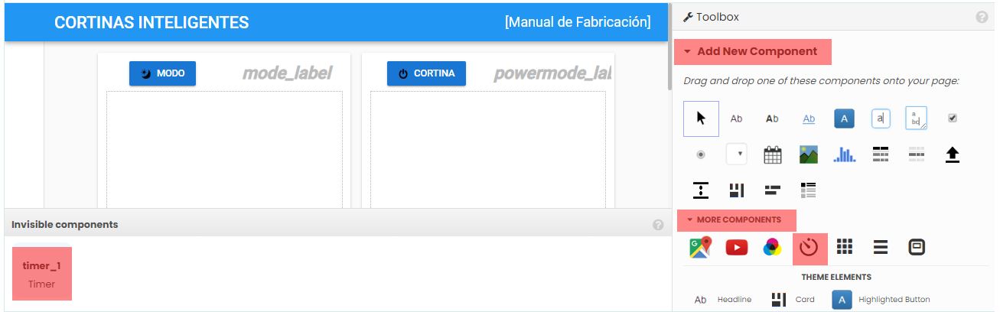 CORTINAS INTELIGENTES
[Manual de Fabricación]
MODO
mode_label
CORTINA
powermode_lal
Invisible components
?
timer_1
Timer
Toolbox
?
Add New Component
Drag and drop one of these components onto your page:
Ab Ab Ab A a a
bc
MORE COMPONENTS
G
THEME ELEMENTS
Ab Headline Card A Highlighted Button